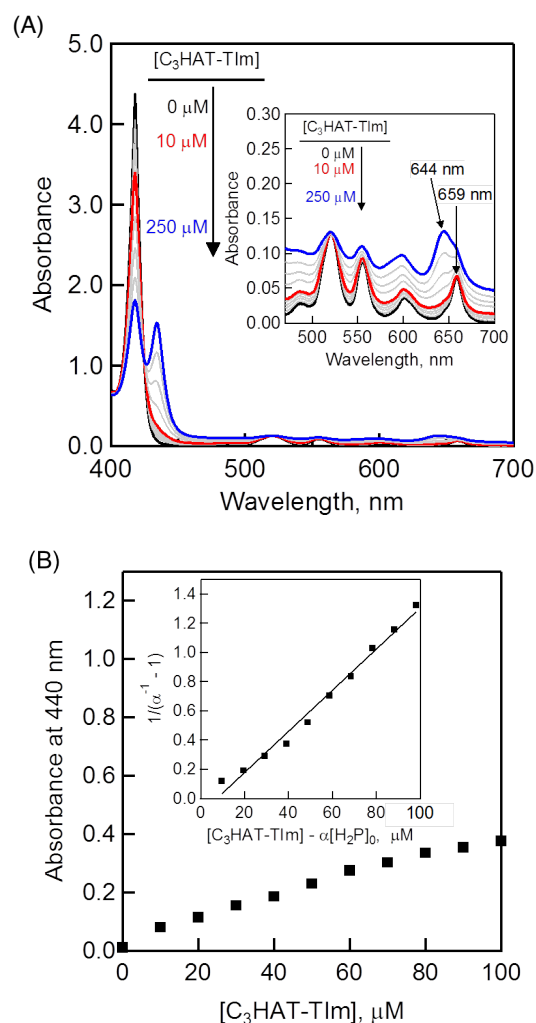 (A)
[C₃HAT-TIm]
0 μM
10 μM
250 μM
5.0
4.0
3.0
2.0
1.0
0.0
Absorbance
400 500 600 700
Wavelength, nm
[C₃HAT-TIm]
0 μM
10 μM
250 μM
644 nm
659 nm
0.30
0.25
0.20
0.15
0.10
0.05
0.00
Absorbance
500 550 600 650 700
Wavelength, nm
(B)
1.2
1.0
0.8
0.6
0.4
0.2
0.0
Absorbance at 440 nm
0 20 40 60 80 100
[C₃HAT-TIm], μM
1.4
1.2
1.0
0.8
0.6
0.4
0.2
0.0
1/(α⁻¹ - 1)
0 20 40 60 80 100
[C₃HAT-TIm] - α[H₂P]₀, μM